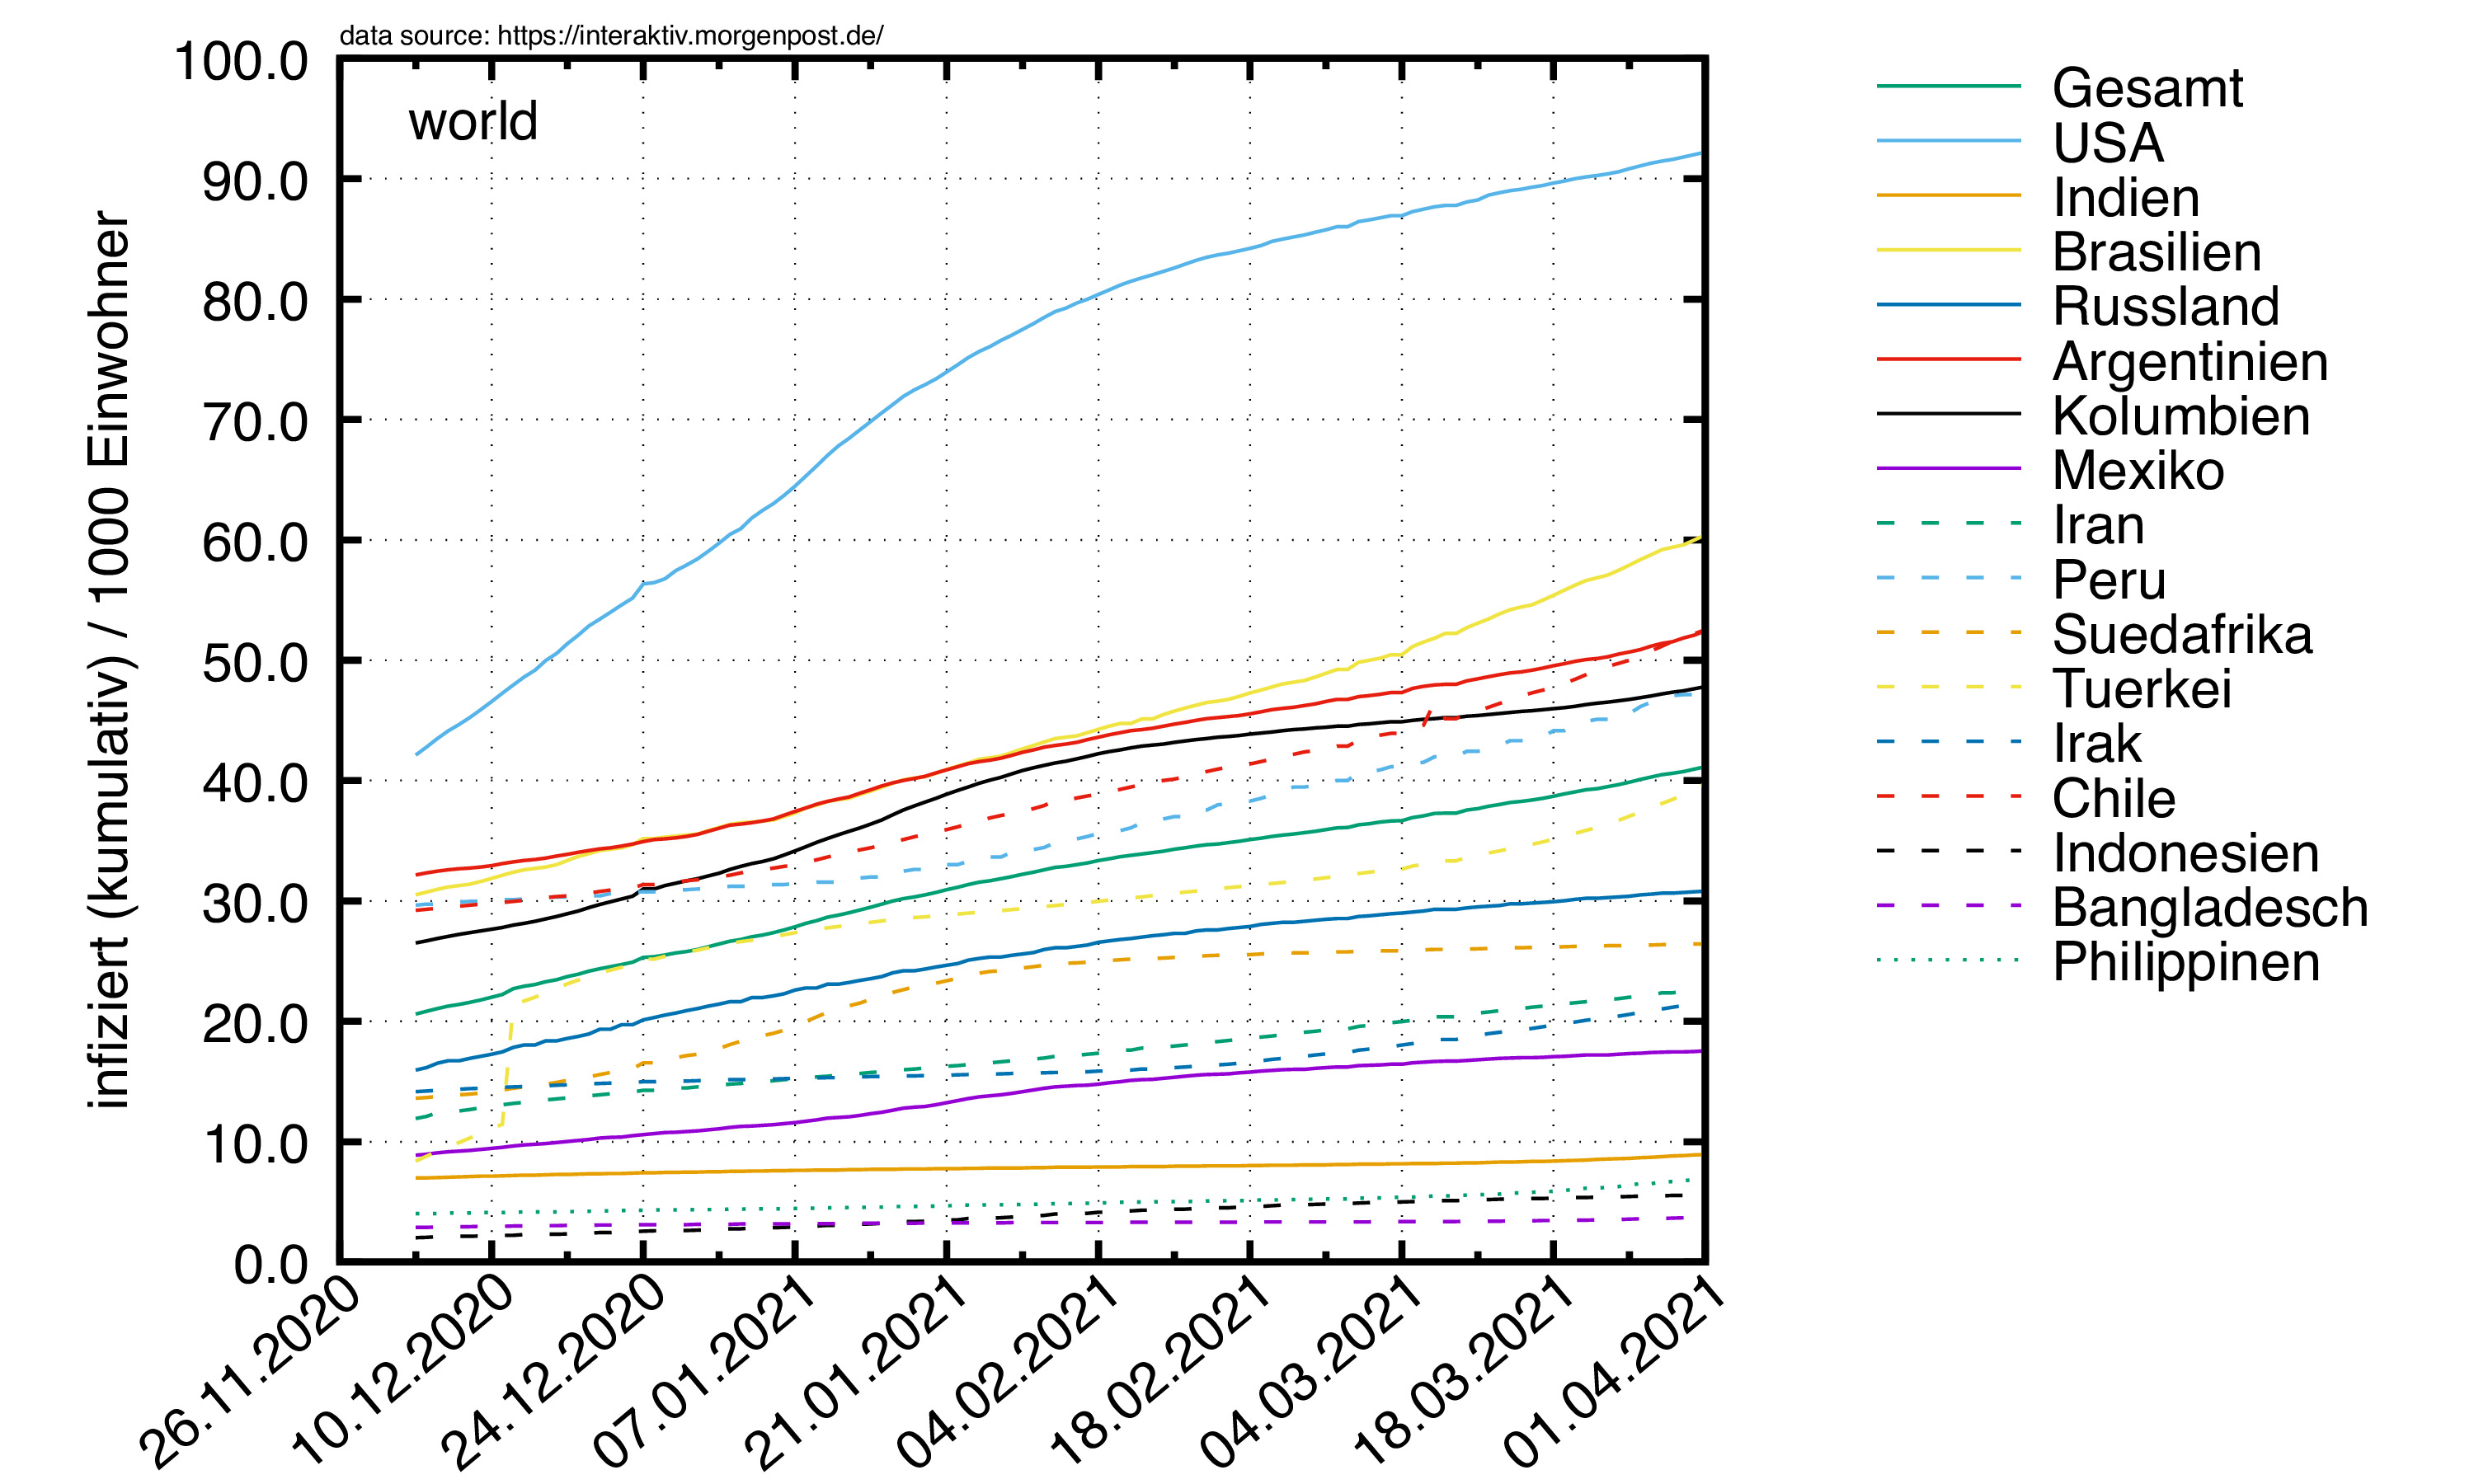 data source: https://interaktiv.morgenpost.de/
world
infiziert (kumulativ) / 1000 Einwohner
100.0
90.0
80.0
70.0
60.0
50.0
40.0
30.0
20.0
10.0
0.0
26.11.2020
10.12.2020
24.12.2020
07.01.2021
21.01.2021
04.02.2021
18.02.2021
04.03.2021
18.03.2021
01.04.2021
Gesamt
USA
Indien
Brasilien
Russland
Argentinien
Kolumbien
Mexiko
Iran
Peru
Suedafrika
Tuerkei
Irak
Chile
Indonesien
Bangladesch
Philippinen